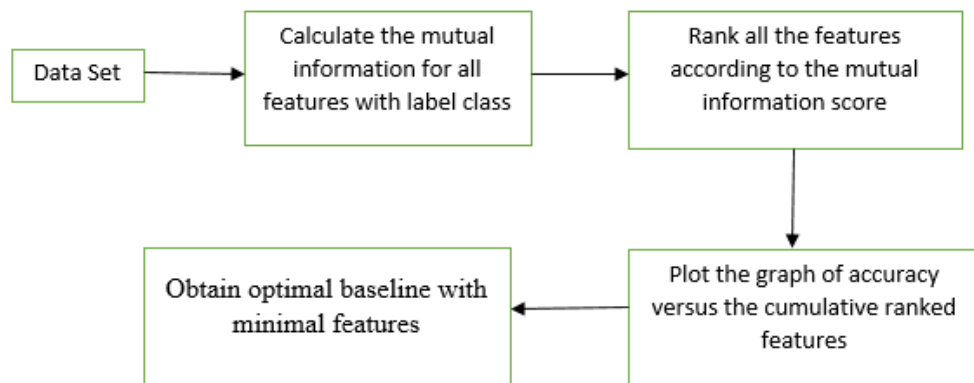 Data Set
Calculate the mutual
information for all
features with label class
Rank all the features
according to the mutual
information score
Plot the graph of accuracy
versus the cumulative ranked
features
Obtain optimal baseline with
minimal features